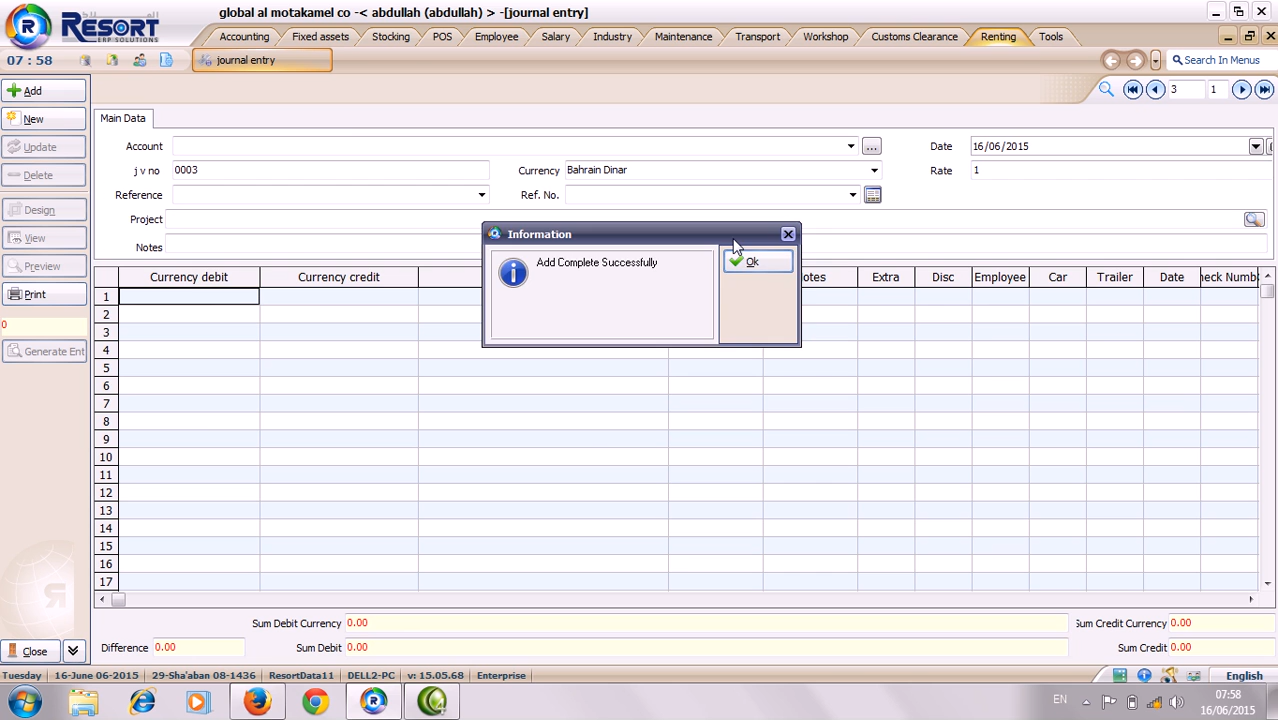 global al motakamel co -< abdullah (abdullah) > -[journal entry]
RESORT
ERP SOLUTIONS
Accounting Fixed assets Stocking POS Employee Salary Industry Maintenance Transport Workshop Customs Clearance Renting Tools
07 : 58 journal entry Search In Menus
Add 3 1
New Main Data
Update Account Date 16/06/2015
Delete j v no 0003 Currency Bahrain Dinar Rate 1
Reference Ref. No.
Design
Project
View
Notes
Information
Add Complete Successfully
Ok
Preview
Currency debit Currency credit Extra Disc Employee Car Trailer Date
Print
1
2
3
0
4
Generate Ent
5
6
7
8
9
10
11
12
13
14
15
16
17
Sum Debit Currency 0.00 Sum Credit Currency 0.00
Close Difference 0.00 Sum Debit 0.00 Sum Credit 0.00
Tuesday 16-June 06-2015 29-Sha'aban 08-1436 ResortData11 DELL2-PC v: 15.05.68 Enterprise English
EN 07:58
16/06/2015